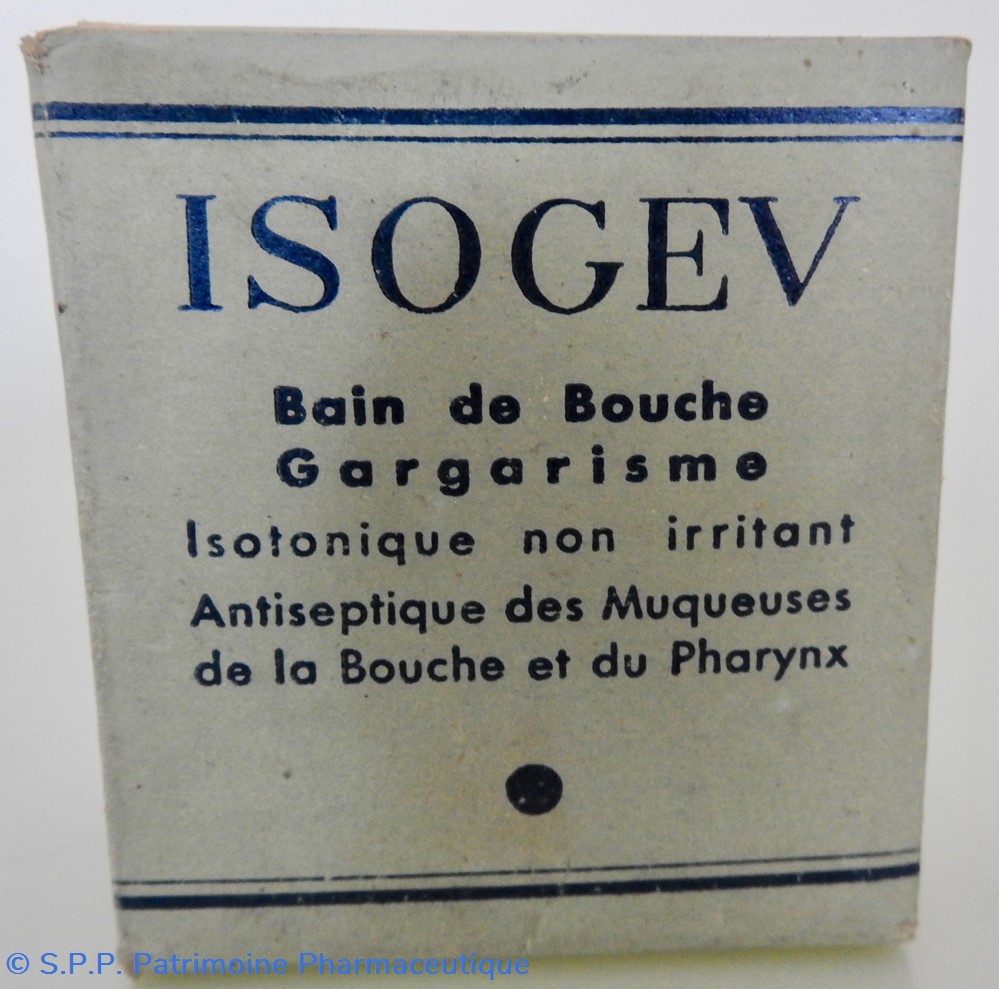 ISOGEV
Bain de Bouche
Gargarisme
Isotonique non irritant
Antiseptique des Muqueuses
de la Bouche et du Pharynx
© S.P.P. Patrimoine Pharmaceutique